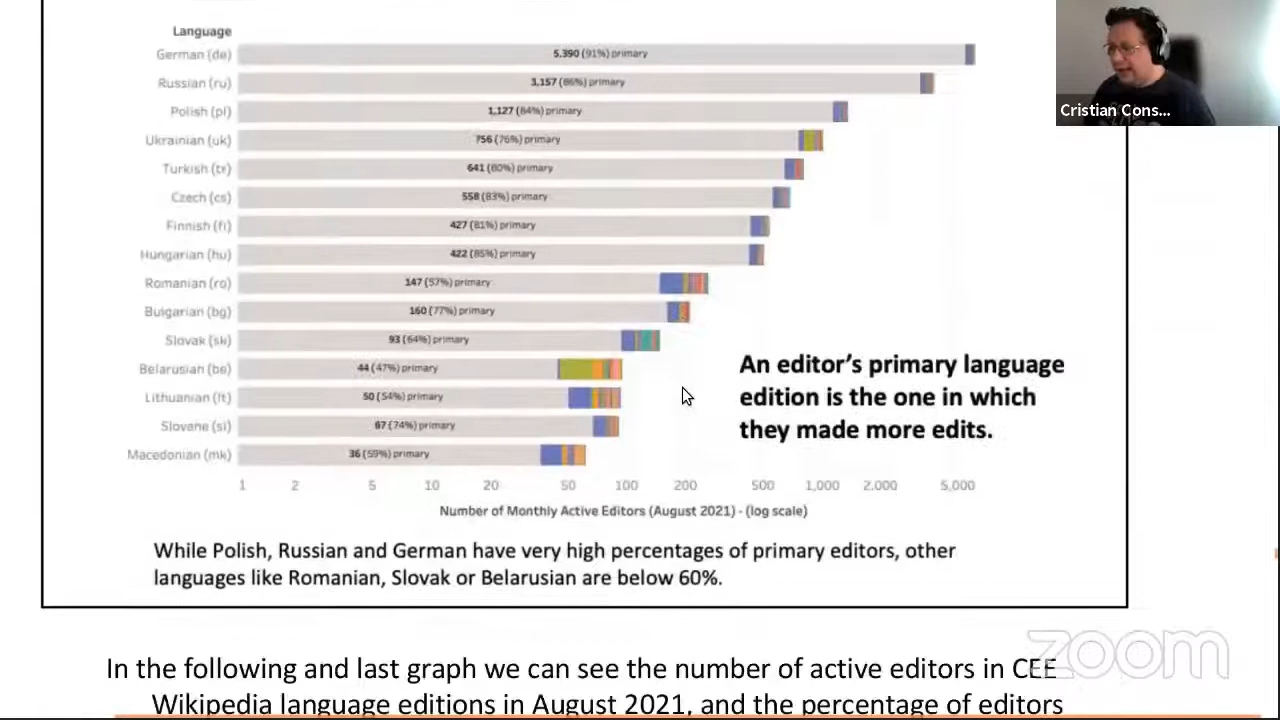 Language
German (de) 5,390 (91%) primary
Russian (ru) 3,157 (86%) primary
Polish (pl) 1,127 (84%) primary
Ukrainian (uk) 756 (76%) primary
Turkish (tr) 641 (80%) primary
Czech (cs) 558 (83%) primary
Finnish (fi) 427 (81%) primary
Hungarian (hu) 422 (85%) primary
Romanian (ro) 147 (57%) primary
Bulgarian (bg) 160 (77%) primary
Slovak (sk) 93 (64%) primary
Belarusian (be) 44 (47%) primary
Lithuanian (lt) 50 (54%) primary
Slovene (sl) 67 (74%) primary
Macedonian (mk) 36 (59%) primary
1 2 5 10 20 50 100 200 500 1,000 2,000 5,000
Number of Monthly Active Editors (August 2021) - (log scale)
An editor's primary language
edition is the one in which
they made more edits.
While Polish, Russian and German have very high percentages of primary editors, other
languages like Romanian, Slovak or Belarusian are below 60%.
Cristian Cons...
zoom
In the following and last graph we can see the number of active editors in CEE
Wikipedia language editions in August 2021, and the percentage of editors